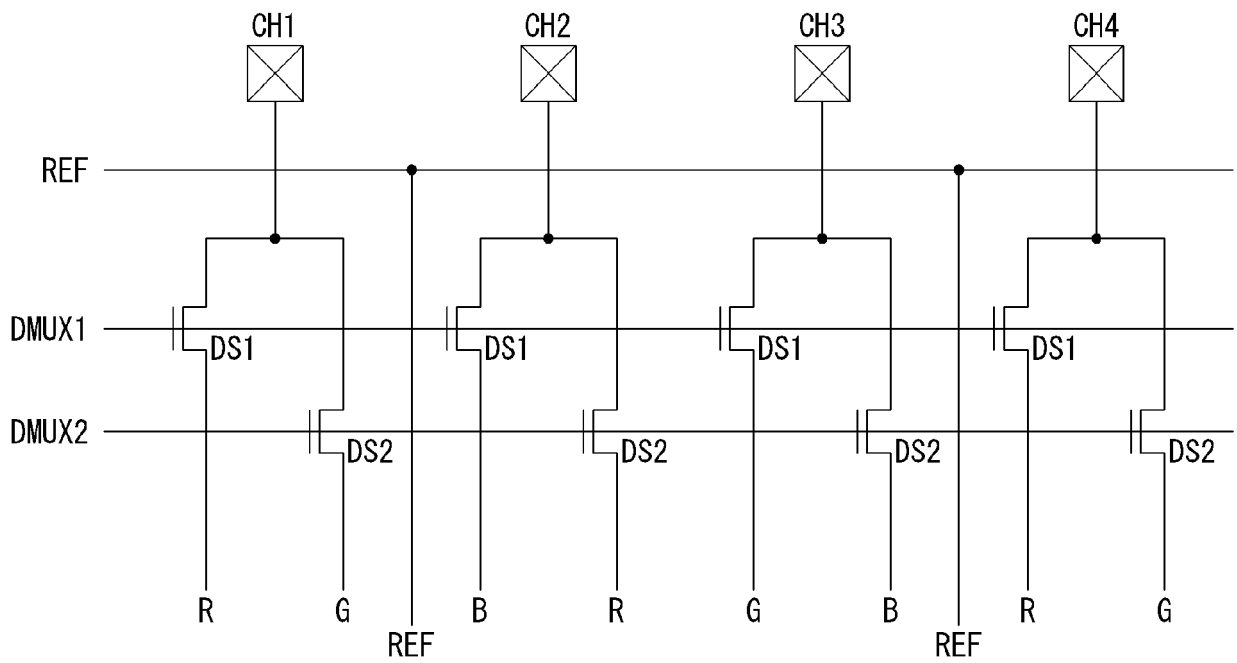 CH1 CH2 CH3 CH4
REF
DMUX1
DS1 DS1 DS1 DS1
DMUX2
DS2 DS2 DS2 DS2
R G B R G B R G
REF REF